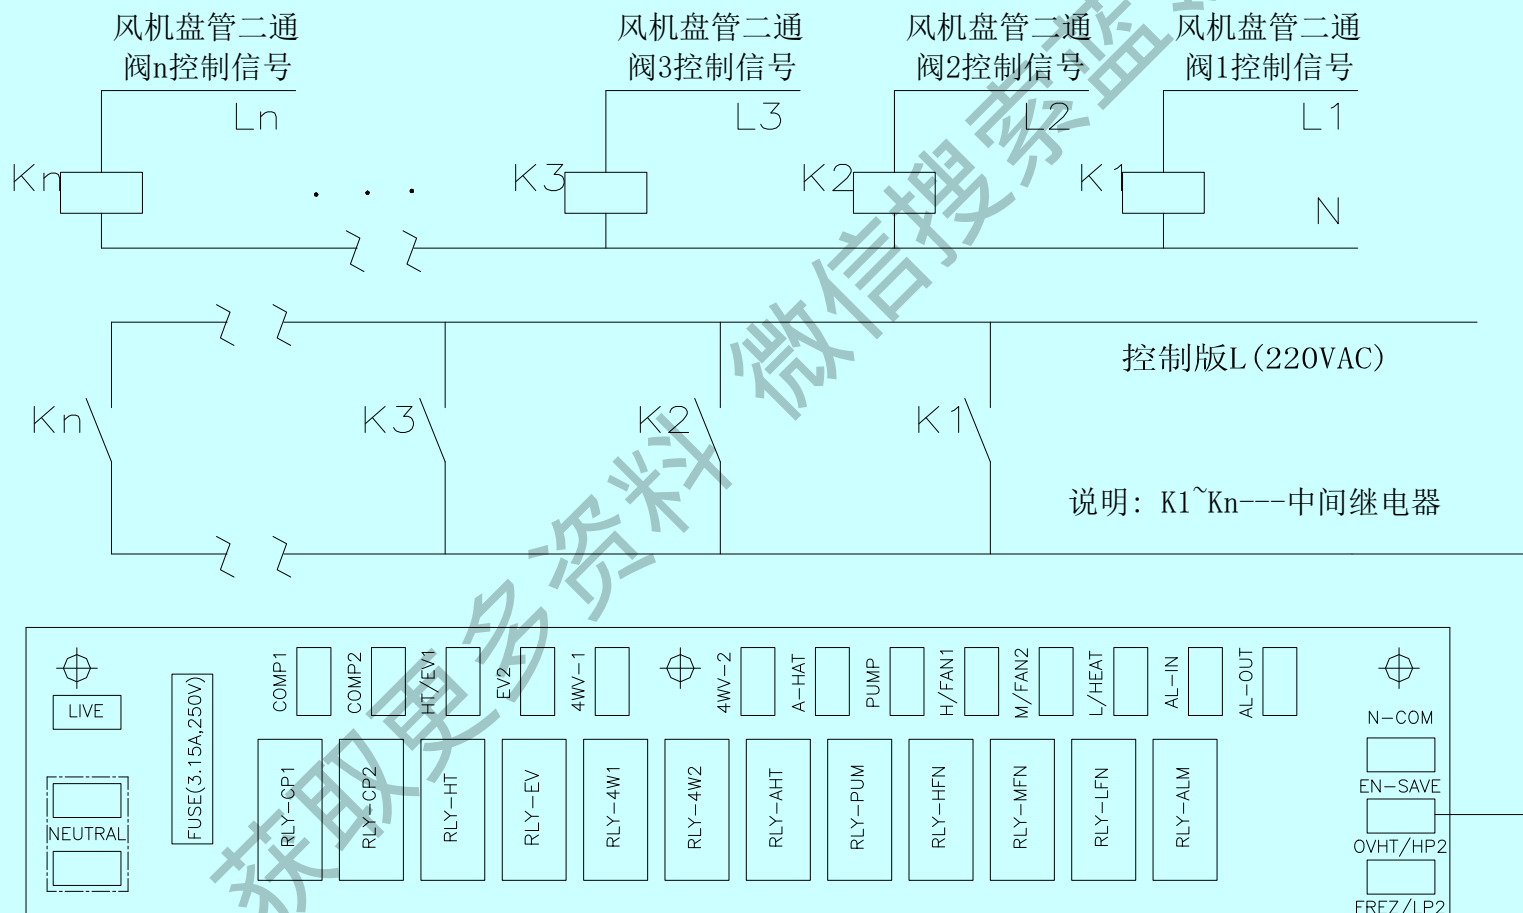 风机盘管二通
阀n控制信号
风机盘管二通
阀3控制信号
风机盘管二通
阀2控制信号
风机盘管二通
阀1控制信号
Ln
L3
L2
L1
Kn
K3
K2
K1
N
控制版L(220VAC)
Kn
K3
K2
K1
说明: K1~Kn---中间继电器
COMP1
COMP2
HT/EV1
EV2
4WV-1
4WV-2
A-HAT
PUMP
H/FAN1
M/FAN2
L/HEAT
AL-IN
AL-OUT
LIVE
NEUTRAL
FUSE(3.15A,250V)
RLY-CP1
RLY-CP2
RLY-HT
RLY-EV
RLY-4W1
RLY-4W2
RLY-AHT
RLY-PUM
RLY-HFN
RLY-MFN
RLY-LFN
RLY-ALM
N-COM
EN-SAVE
OVHT/HP2
FREZ/LP2
获取更多资料 微信搜索蓝